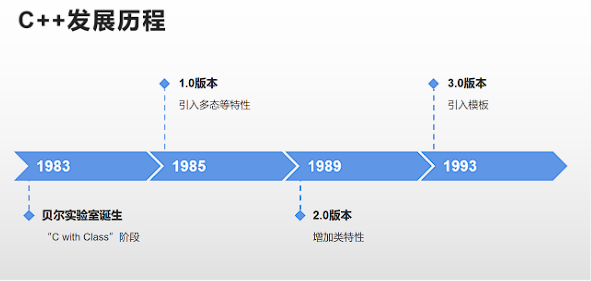 C++发展历程
1.0版本
引入多态等特性
3.0版本
引入模板
1983
1985
1989
1993
贝尔实验室诞生
“C with Class”阶段
2.0版本
增加类特性